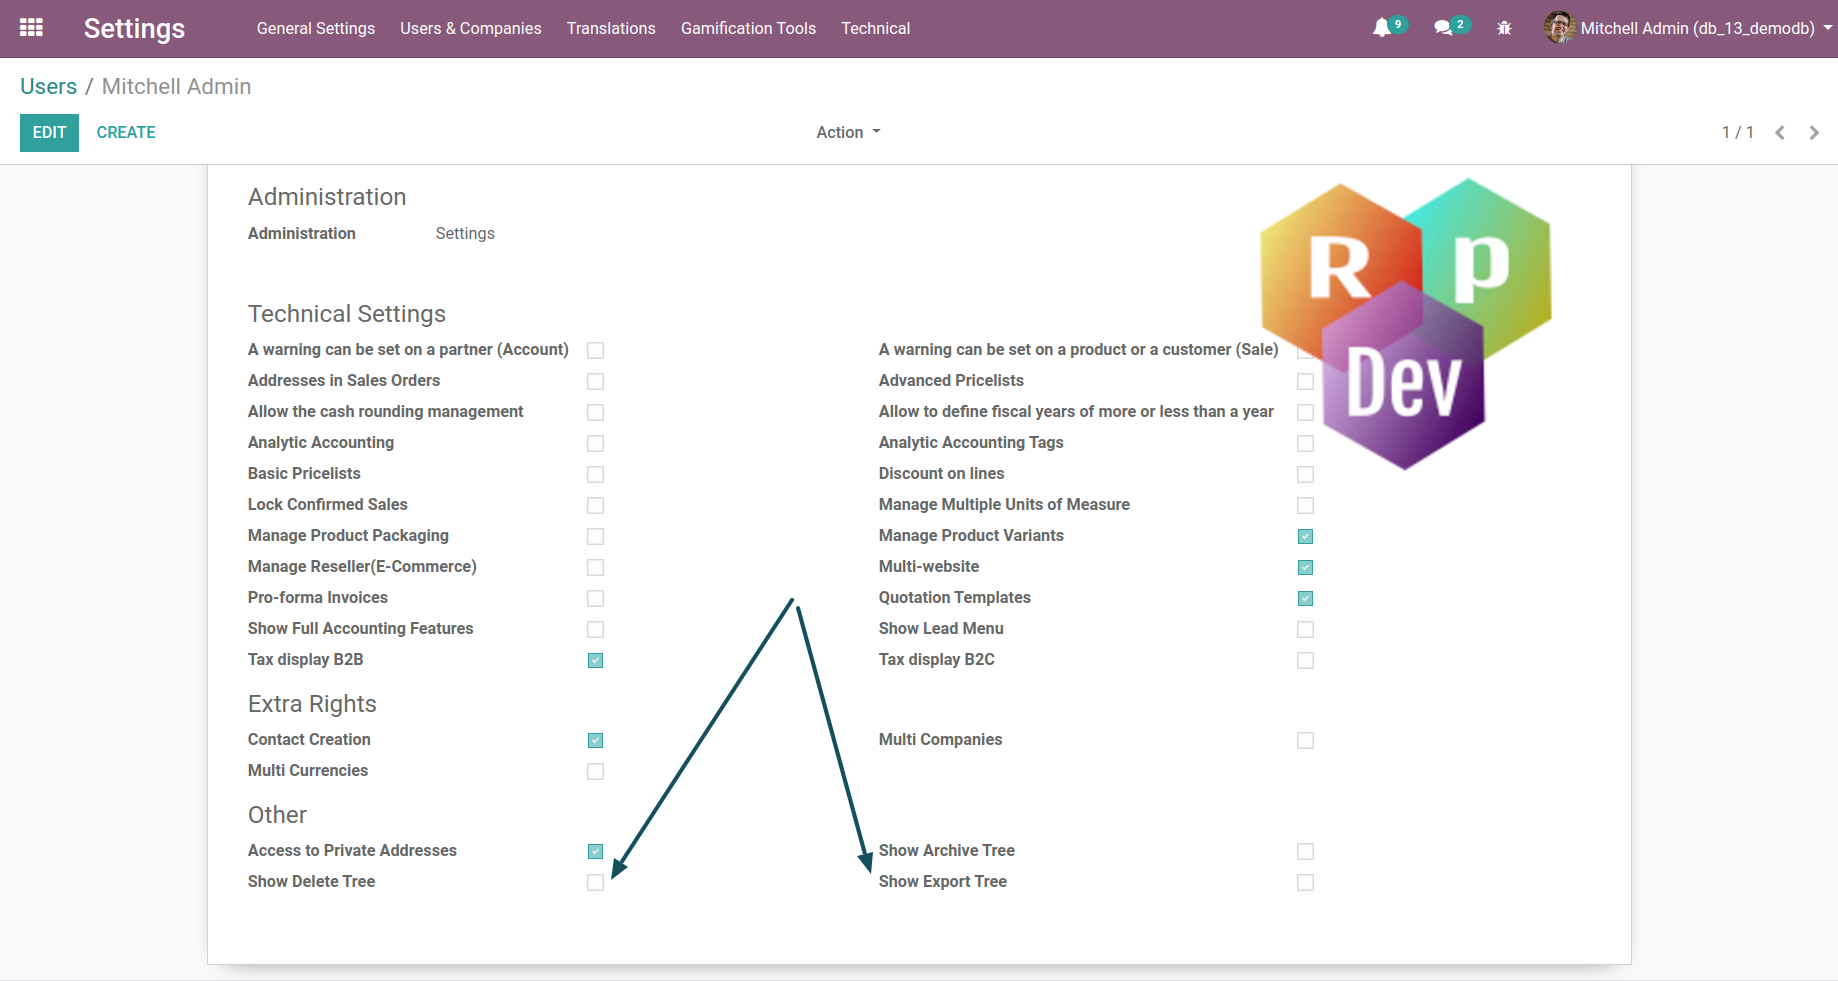 Settings General Settings Users & Companies Translations Gamification Tools Technical 9 2 Mitchell Admin (db_13_demodb)
Users / Mitchell Admin
EDIT CREATE Action 1 / 1
Administration
Administration Settings
R p
Dev
Technical Settings
A warning can be set on a partner (Account) A warning can be set on a product or a customer (Sale)
Addresses in Sales Orders Advanced Pricelists
Allow the cash rounding management Allow to define fiscal years of more or less than a year
Analytic Accounting Analytic Accounting Tags
Basic Pricelists Discount on lines
Lock Confirmed Sales Manage Multiple Units of Measure
Manage Product Packaging Manage Product Variants
Manage Reseller(E-Commerce) Multi-website
Pro-forma Invoices Quotation Templates
Show Full Accounting Features Show Lead Menu
Tax display B2B Tax display B2C
Extra Rights
Contact Creation Multi Companies
Multi Currencies
Other
Access to Private Addresses Show Archive Tree
Show Delete Tree Show Export Tree